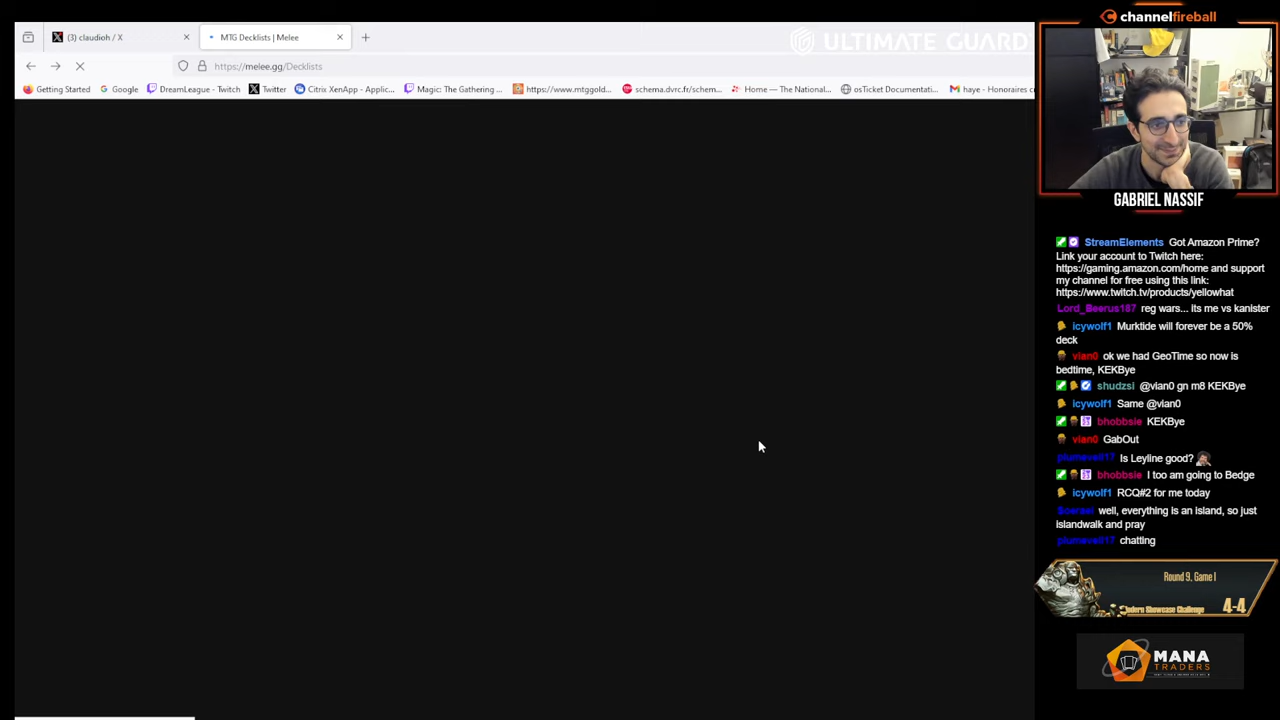 channelfireball
(3) claudioh / X
MTG Decklists | Melee
ULTIMATE GUARD
https://melee.gg/Decklists
Getting Started
Google
DreamLeague - Twitch
Twitter
Citrix XenApp - Applic...
Magic: The Gathering ...
https://www.mtggold...
schema.dvrc.fr/schem...
Home — The National...
osTicket Documentati...
haye - Honoraires c
GABRIEL NASSIF
StreamElements Got Amazon Prime?
Link your account to Twitch here:
https://gaming.amazon.com/home and support
my channel for free using this link:
https://www.twitch.tv/products/yellowhat
Lord_Beerus187 reg wars... its me vs kanister
icywolf1 Murktide will forever be a 50%
deck
vian0 ok we had GeoTime so now is
bedtime, KEKBye
shudzsi @vian0 gn m8 KEKBye
icywolf1 Same @vian0
bhobbsie KEKBye
vian0 GabOut
Is Leyline good?
bhobbsie I too am going to Bedge
icywolf1 RCQ#2 for me today
well, everything is an island, so just
islandwalk and pray
chatting
Round 9, Game 1
Modern Showcase Challenge 4-4
MANA
TRADERS